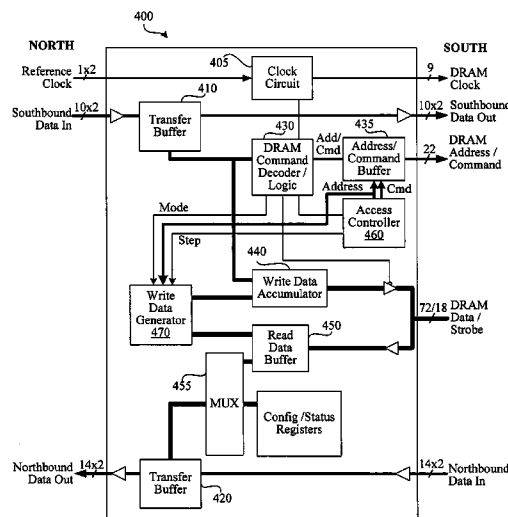 400
NORTH
SOUTH
405
Reference
Clock
1x2
Clock
Circuit
9
DRAM
Clock
Southbound
Data In
10x2
410
Transfer
Buffer
10x2
Southbound
Data Out
430
DRAM
Command
Decoder /
Logic
Add/
Cmd
435
Address/
Command
Buffer
22
DRAM
Address /
Command
Address
Cmd
Mode
Access
Controller
460
Step
440
Write Data
Accumulator
Write
Data
Generator
470
72/18
DRAM
Data /
Strobe
450
Read
Data
Buffer
455
MUX
Config /Status
Registers
Northbound
Data Out
14x2
Transfer
Buffer
420
14x2
Northbound
Data In